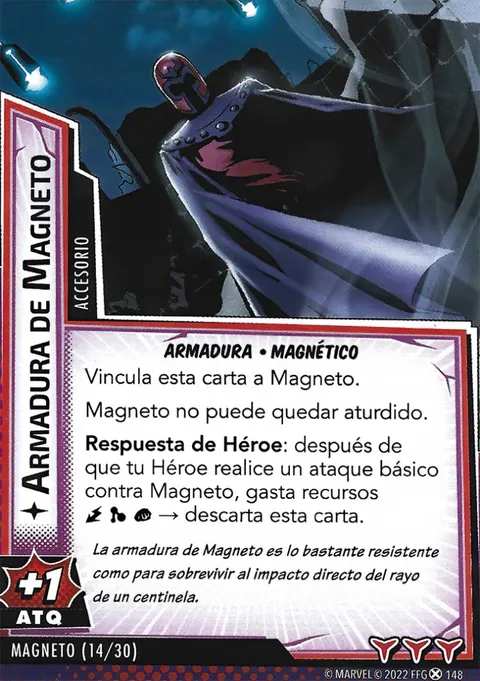 ARMADURA DE MAGNETO
ACCESORIO
ARMADURA • MAGNÉTICO
Vincula esta carta a Magneto.
Magneto no puede quedar aturdido.
Respuesta de Héroe: después de
que tu Héroe realice un ataque básico
contra Magneto, gasta recursos
→ descarta esta carta.
La armadura de Magneto es lo bastante resistente
como para sobrevivir al impacto directo del rayo
de un centinela.
+1
ATQ
MAGNETO (14/30)
© MARVEL © 2022 FFG 148